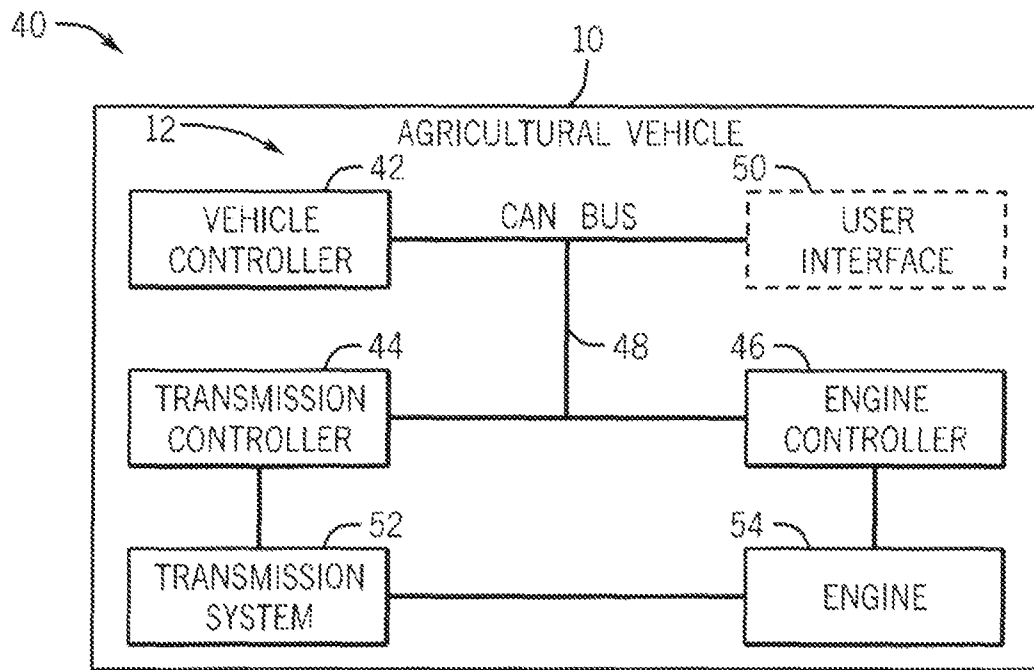 40
10
12
AGRICULTURAL VEHICLE
42
50
VEHICLE
CONTROLLER
CAN BUS
USER
INTERFACE
44
48
46
TRANSMISSION
CONTROLLER
ENGINE
CONTROLLER
52
54
TRANSMISSION
SYSTEM
ENGINE